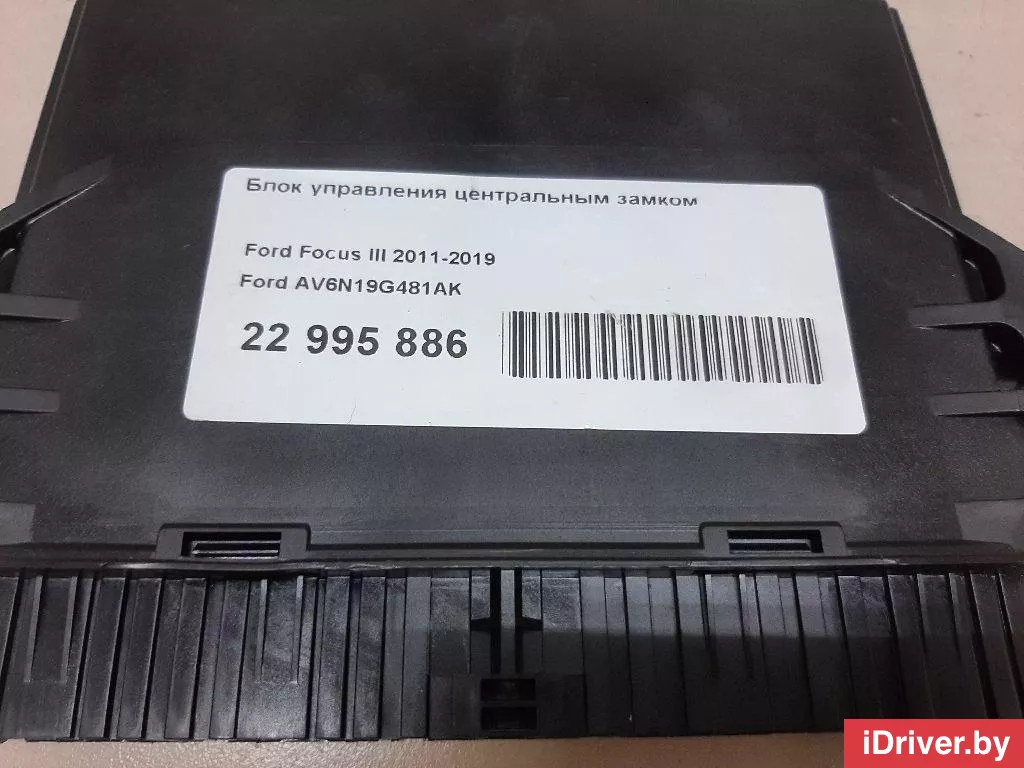 Блок управления центральным замком
Ford Focus III 2011-2019
Ford AV6N19G481AK
22 995 886
iDriver.by